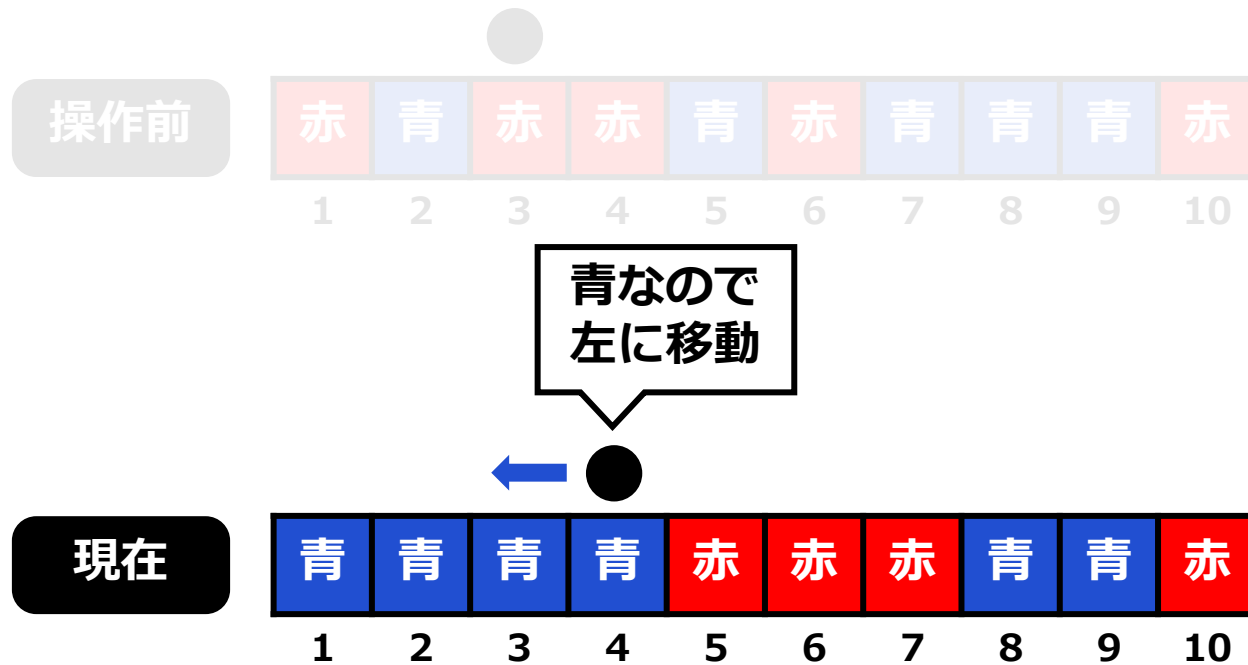 操作前 赤 青 赤 赤 青 赤 青 青 青 赤
1 2 3 4 5 6 7 8 9 10
青なので
左に移動
現在 青 青 青 青 赤 赤 赤 青 青 赤
1 2 3 4 5 6 7 8 9 10